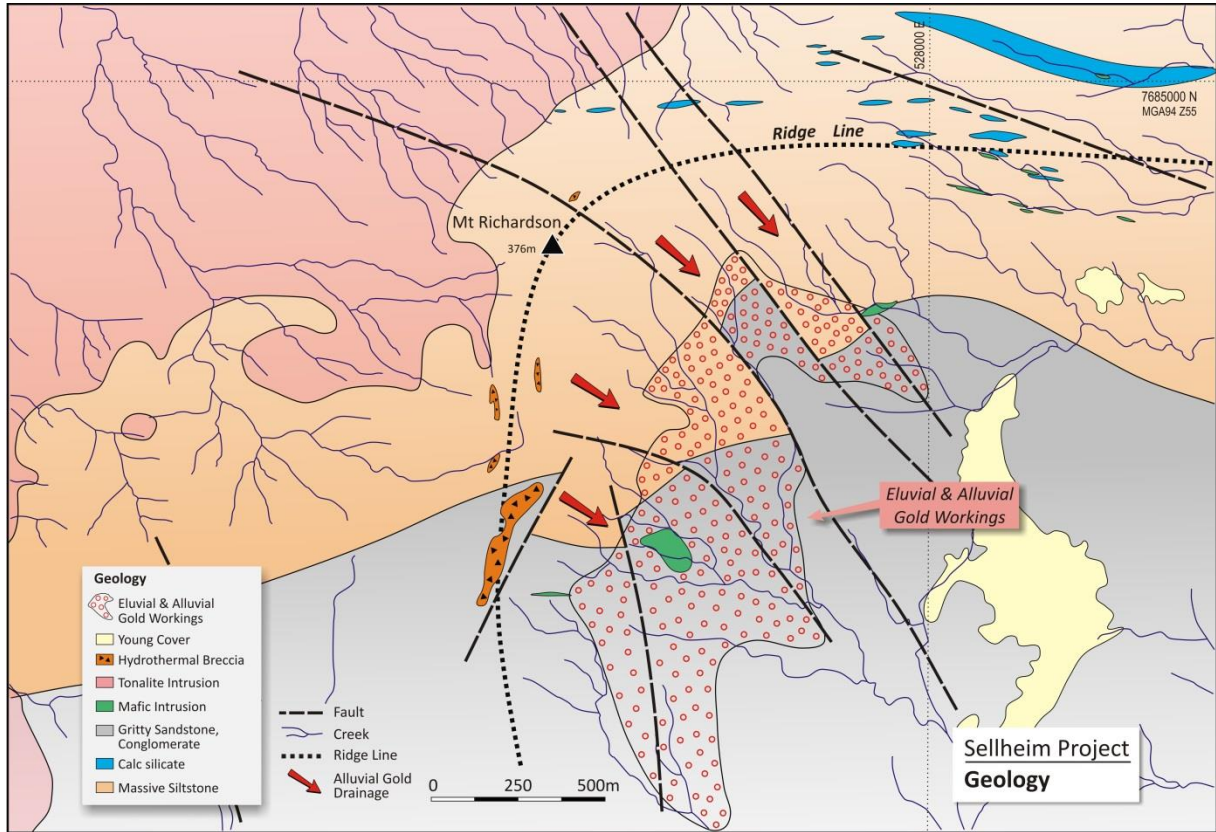 528000 E
7685000 N
MGA94 Z55
Ridge Line
Mt Richardson
376m
Eluvial & Alluvial
Gold Workings
Geology
Eluvial & Alluvial
Gold Workings
Young Cover
Hydrothermal Breccia
Tonalite Intrusion
Mafic Intrusion
Gritty Sandstone,
Conglomerate
Calc silicate
Massive Siltstone
Fault
Creek
Ridge Line
Alluvial Gold
Drainage
0 250 500m
Sellheim Project
Geology